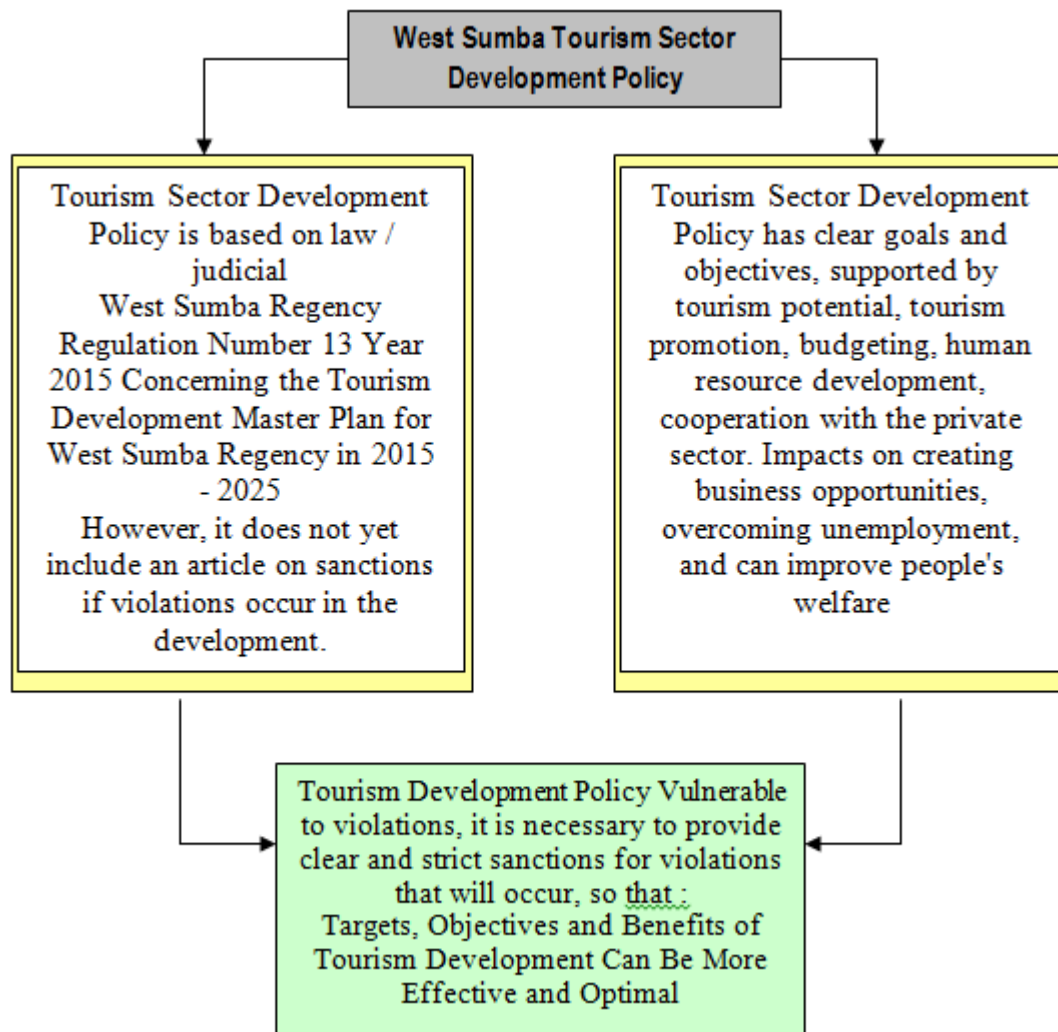 West Sumba Tourism Sector
Development Policy
Tourism Sector Development
Policy is based on law /
judicial
West Sumba Regency
Regulation Number 13 Year
2015 Concerning the Tourism
Development Master Plan for
West Sumba Regency in 2015
- 2025
However, it does not yet
include an article on sanctions
if violations occur in the
development.
Tourism Sector Development
Policy has clear goals and
objectives, supported by
tourism potential, tourism
promotion, budgeting, human
resource development,
cooperation with the private
sector. Impacts on creating
business opportunities,
overcoming unemployment,
and can improve people's
welfare
Tourism Development Policy Vulnerable
to violations, it is necessary to provide
clear and strict sanctions for violations
that will occur, so that :
Targets, Objectives and Benefits of
Tourism Development Can Be More
Effective and Optimal